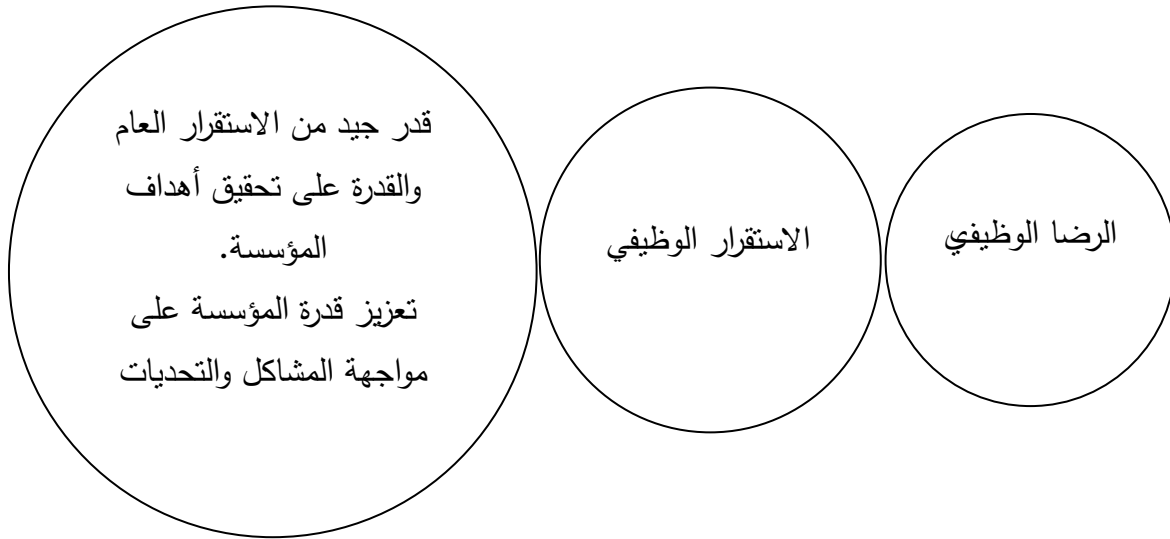 الرضا الوظيفي
الاستقرار الوظيفي
قدر جيد من الاستقرار العام
والقدرة على تحقيق أهداف
المؤسسة.
تعزيز قدرة المؤسسة على
مواجهة المشاكل والتحديات